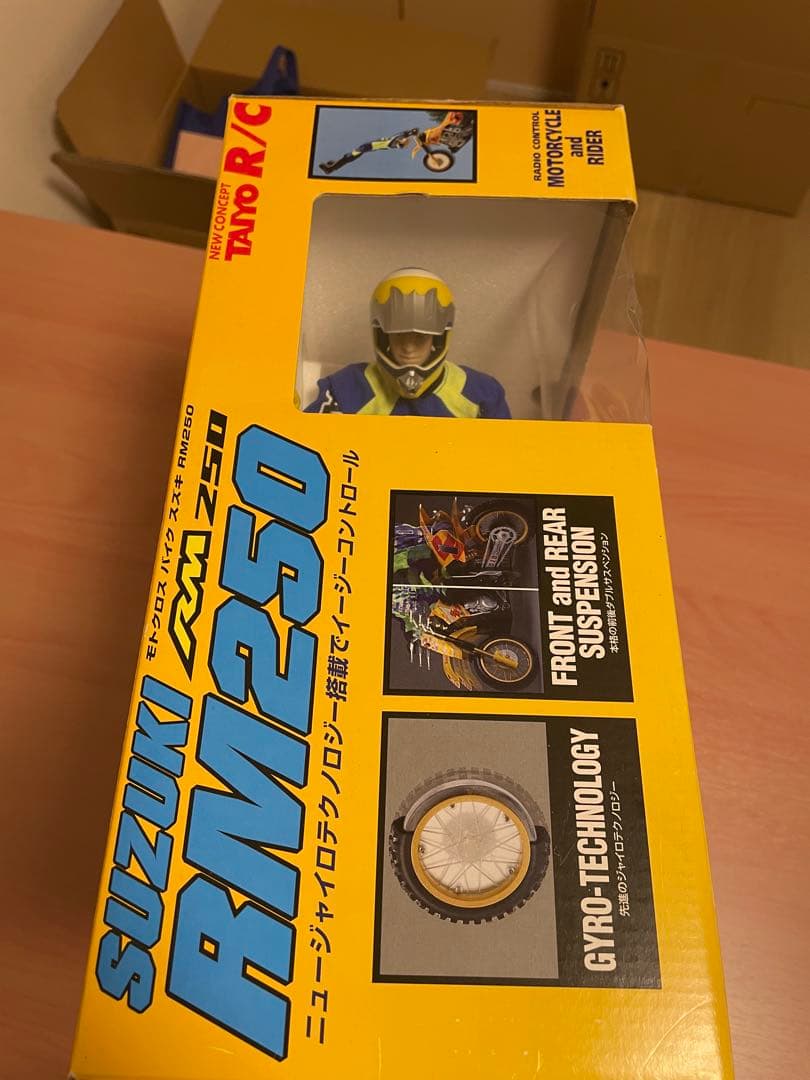 NEW CONCEPT
TAIYO R/C
RADIO CONTROL
MOTORCYCLE
and
RIDER
モトクロス バイク スズキ RM250
SUZUKI RM 250
RM250
ニュージャイロテクノロジー搭載でイージーコントロール
FRONT and REAR
SUSPENSION
本格の前後ダブルサスペンション
GYRO-TECHNOLOGY
先進のジャイロテクノロジー